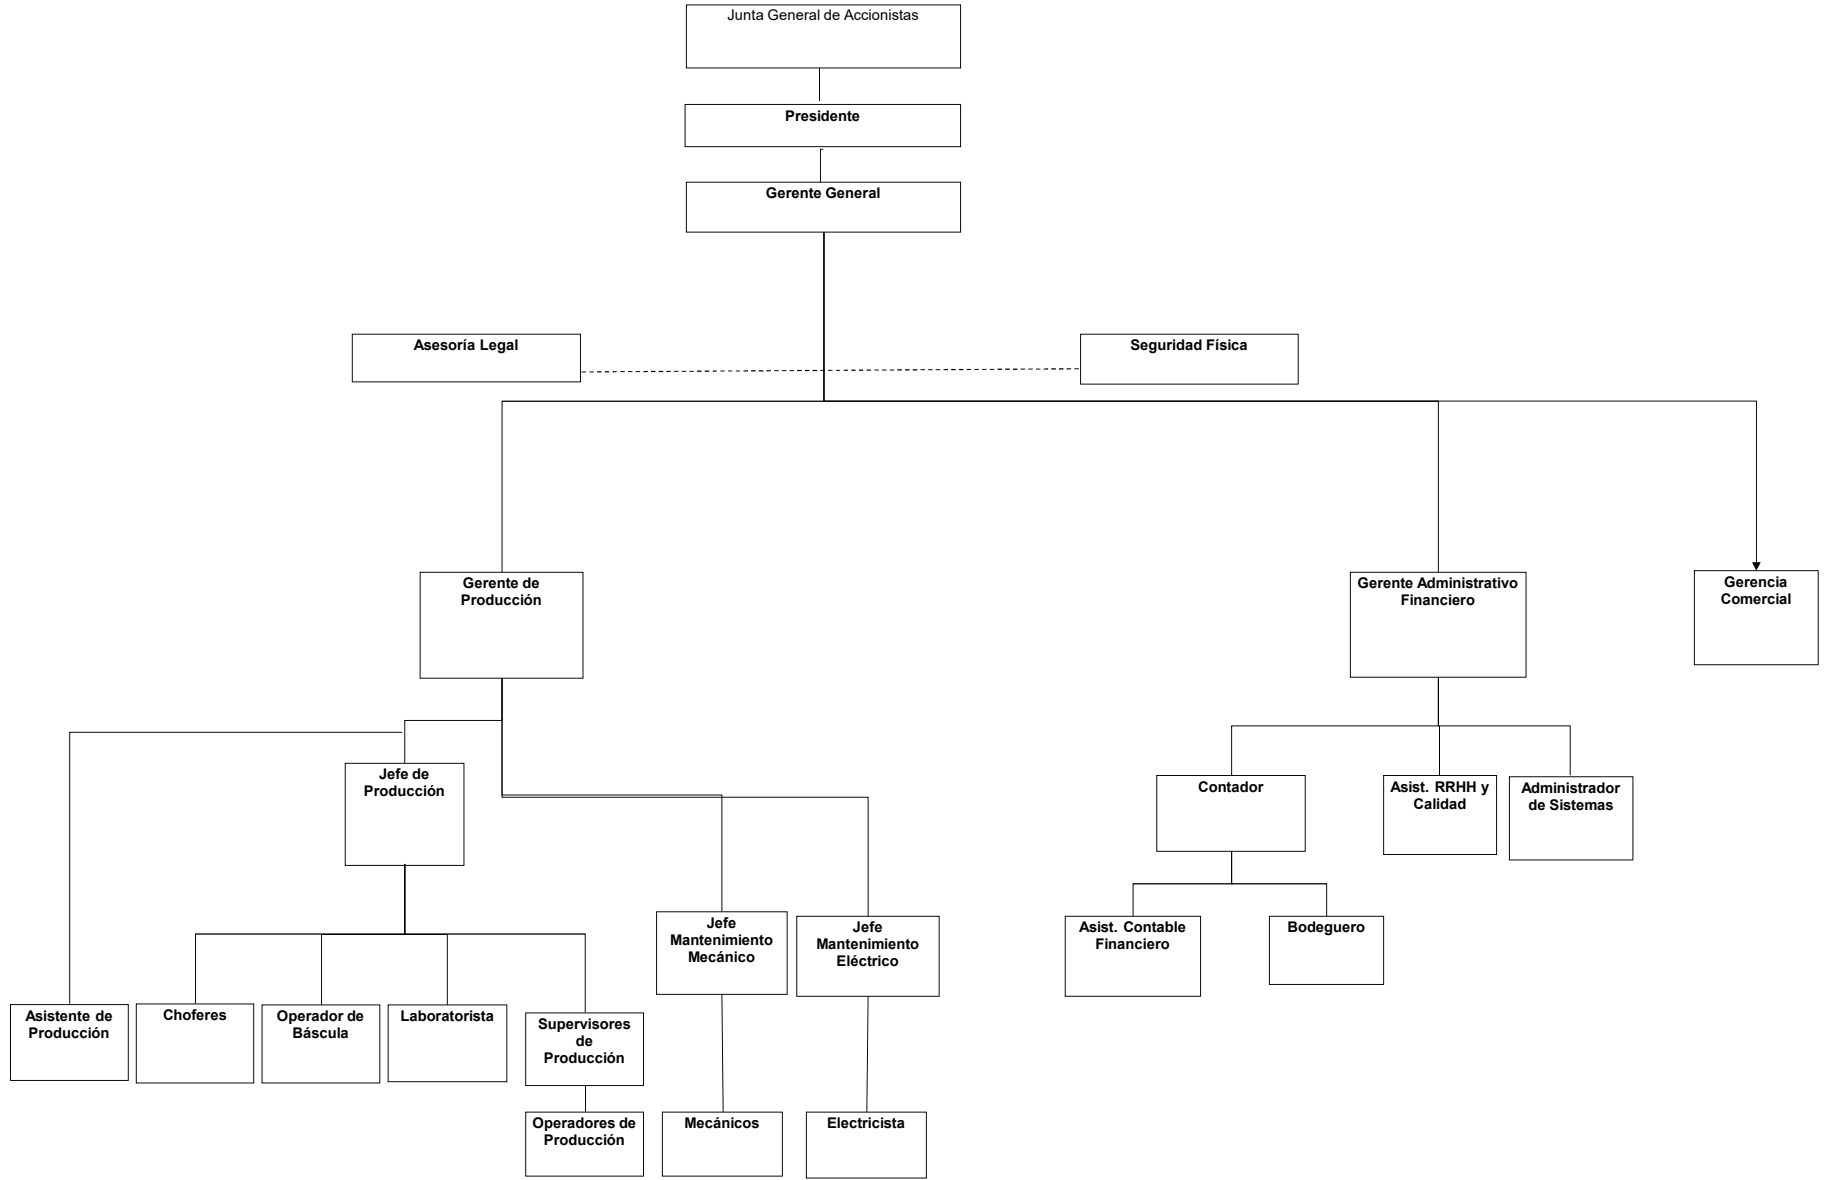 Junta General de Accionistas
Presidente
Gerente General
Asesoría Legal
Seguridad Física
Gerente de
Producción
Gerente Administrativo
Financiero
Gerencia
Comercial
Jefe de
Producción
Contador
Asist. RRHH y
Calidad
Administrador
de Sistemas
Jefe
Mantenimiento
Mecánico
Jefe
Mantenimiento
Eléctrico
Asist. Contable
Financiero
Bodeguero
Asistente de
Producción
Choferes
Operador de
Báscula
Laboratorista
Supervisores
de
Producción
Operadores de
Producción
Mecánicos
Electricista